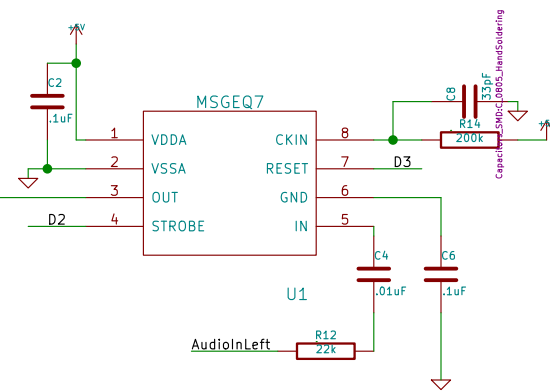 +5V
C2
.1uF
MSGEQ7
C8
33pF
Capacitors_SMD:C_0805_HandSoldering
R14
200k
1 VDDA
2 VSSA
3 OUT
4 STROBE
D2
CKIN 8
RESET 7
D3
GND 6
IN 5
U1
C4
.01uF
C6
.1uF
AudioInLeft
R12
22k